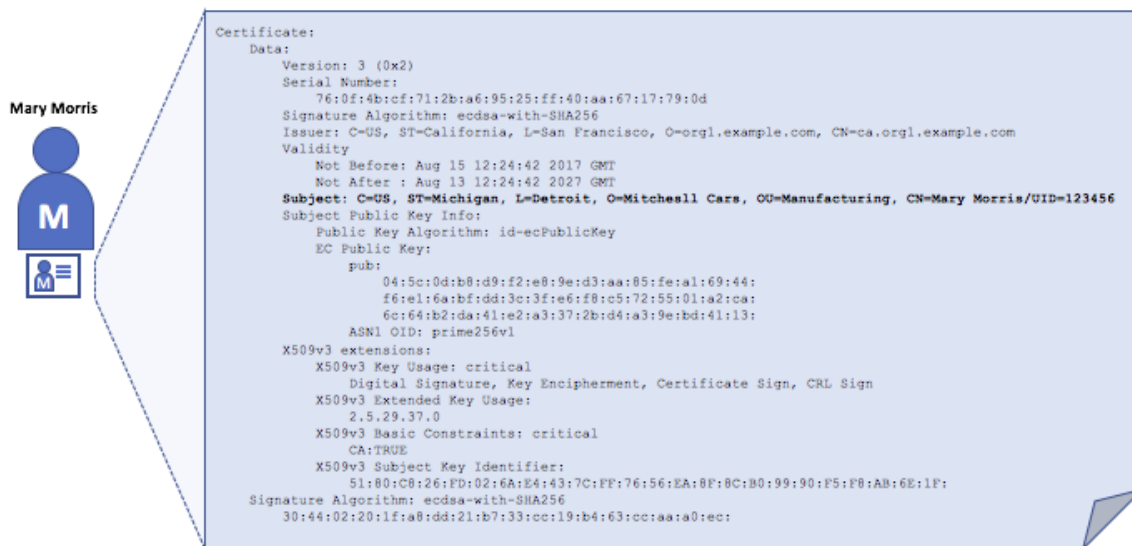 Mary Morris
M
M
Certificate:
Data:
Version: 3 (0x2)
Serial Number:
76:0f:4b:cf:71:2b:a6:95:25:ff:40:aa:67:17:79:0d
Signature Algorithm: ecdsa-with-SHA256
Issuer: C=US, ST=California, L=San Francisco, O=org1.example.com, CN=ca.org1.example.com
Validity
Not Before: Aug 15 12:24:42 2017 GMT
Not After : Aug 13 12:24:42 2027 GMT
Subject: C=US, ST=Michigan, L=Detroit, O=Mitchesll Cars, OU=Manufacturing, CN=Mary Morris/UID=123456
Subject Public Key Info:
Public Key Algorithm: id-ecPublicKey
EC Public Key:
pub:
04:5c:0d:b8:d9:f2:e8:9e:d3:aa:85:fe:a1:69:44:
f6:e1:6a:bf:dd:3c:3f:e6:f8:c5:72:55:01:a2:ca:
6c:64:b2:da:41:e2:a3:37:2b:d4:a3:9e:bd:41:13:
ASN1 OID: prime256v1
X509v3 extensions:
X509v3 Key Usage: critical
Digital Signature, Key Encipherment, Certificate Sign, CRL Sign
X509v3 Extended Key Usage:
2.5.29.37.0
X509v3 Basic Constraints: critical
CA:TRUE
X509v3 Subject Key Identifier:
51:80:C8:26:FD:02:6A:E4:43:7C:FF:76:56:EA:8F:8C:B0:99:90:F5:F8:AB:6E:1F:
Signature Algorithm: ecdsa-with-SHA256
30:44:02:20:1f:a8:dd:21:b7:33:cc:19:b4:63:cc:aa:a0:ec: